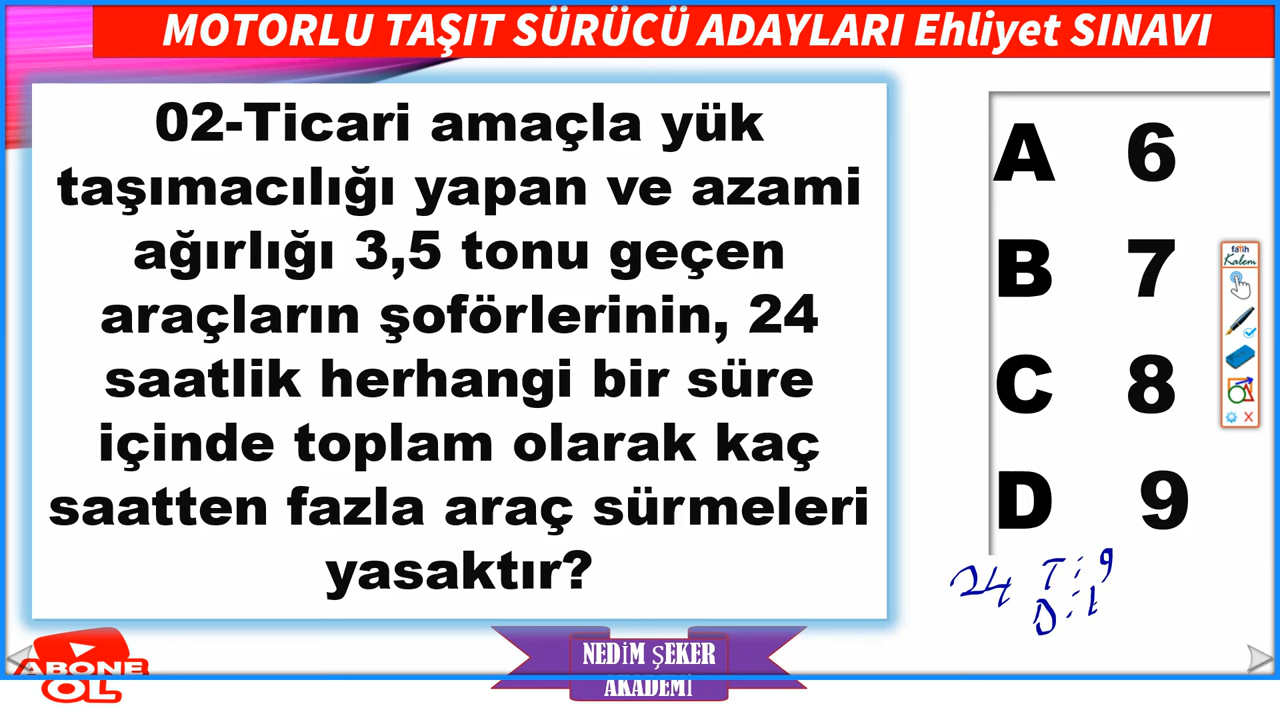 MOTORLU TAŞIT SÜRÜCÜ ADAYLARI Ehliyet SINAVI
02-Ticari amaçla yük
taşımacılığı yapan ve azami
ağırlığı 3,5 tonu geçen
araçların şoförlerinin, 24
saatlik herhangi bir süre
içinde toplam olarak kaç
saatten fazla araç sürmeleri
yasaktır?
A 6
B 7
C 8
D 9
fatih
Kalem
24 T: 9
D:
ABONE
OL
NEDİM ŞEKER
AKADEMİ